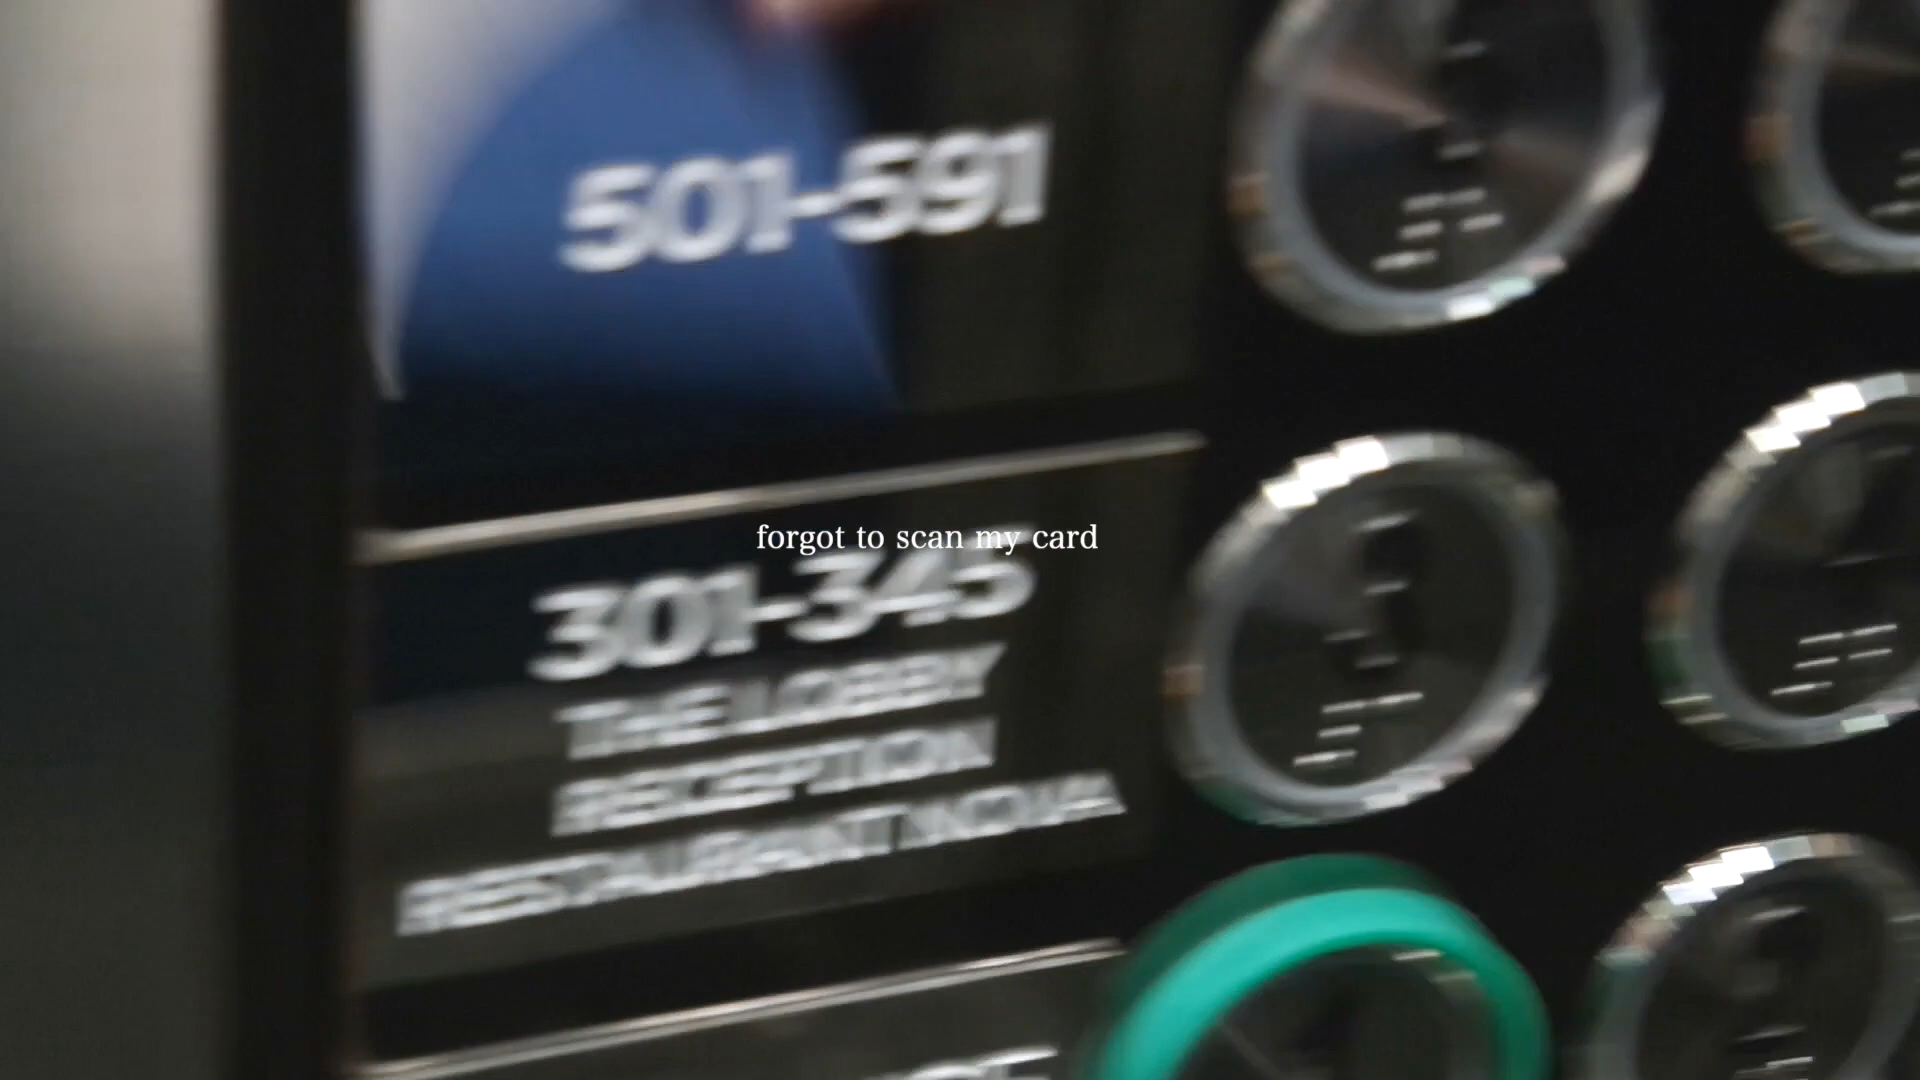 501-591
forgot to scan my card
301-345
THE LOBBY
RECEPTION
RESTAURANT NOVA